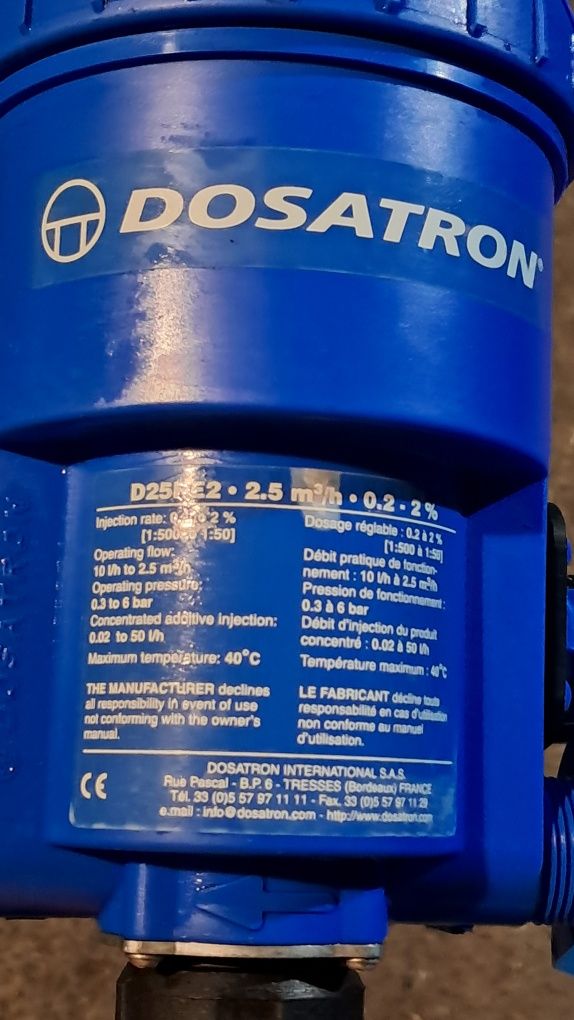 DOSATRON®
D25RE2 • 2.5 m³/h • 0.2 - 2 %
Injection rate: 0.2 to 2 %
[1:500 to 1:50]
Operating flow:
10 l/h to 2.5 m³/h
Operating pressure:
0.3 to 6 bar
Concentrated additive injection:
0.02 to 50 l/h
Maximum temperature: 40°C
THE MANUFACTURER declines
all responsibility in event of use
not conforming with the owner's
manual.
Dosage réglable : 0.2 à 2 %
[1:500 à 1:50]
Débit pratique de fonction-
nement : 10 l/h à 2.5 m³/h
Pression de fonctionnement :
0.3 à 6 bar
Débit d'injection du produit
concentré : 0.02 à 50 l/h
Température maximum : 40°C
LE FABRICANT décline toute
responsabilité en cas d'utilisation
non conforme au manuel
d'utilisation.
CE
DOSATRON INTERNATIONAL S.A.S.
Rue Pascal - B.P. 6 - TRESSES (Bordeaux) FRANCE
Tél. 33 (0)5 57 97 11 11 - Fax. 33 (0)5 57 97 11 29
e.mail : info@dosatron.com - http://www.dosatron.com